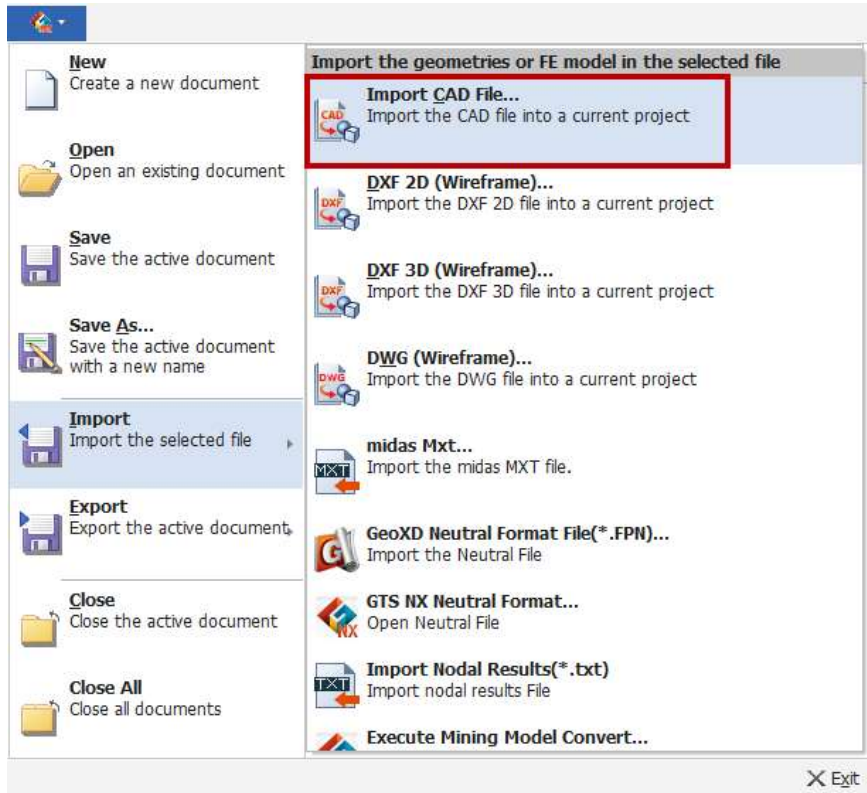 New
Create a new document
Open
Open an existing document
Save
Save the active document
Save As...
Save the active document
with a new name
Import
Import the selected file
Export
Export the active document
Close
Close the active document
Close All
Close all documents
Import the geometries or FE model in the selected file
CAD
Import CAD File...
Import the CAD file into a current project
DXF
DXF 2D (Wireframe)...
Import the DXF 2D file into a current project
DXF
DXF 3D (Wireframe)...
Import the DXF 3D file into a current project
DWG
DWG (Wireframe)...
Import the DWG file into a current project
MXT
midas Mxt...
Import the midas MXT file.
G
GeoXD Neutral Format File(*.FPN)...
Import the Neutral File
NX
GTS NX Neutral Format...
Open Neutral File
TXT
Import Nodal Results(*.txt)
Import nodal results File
Execute Mining Model Convert...
Exit